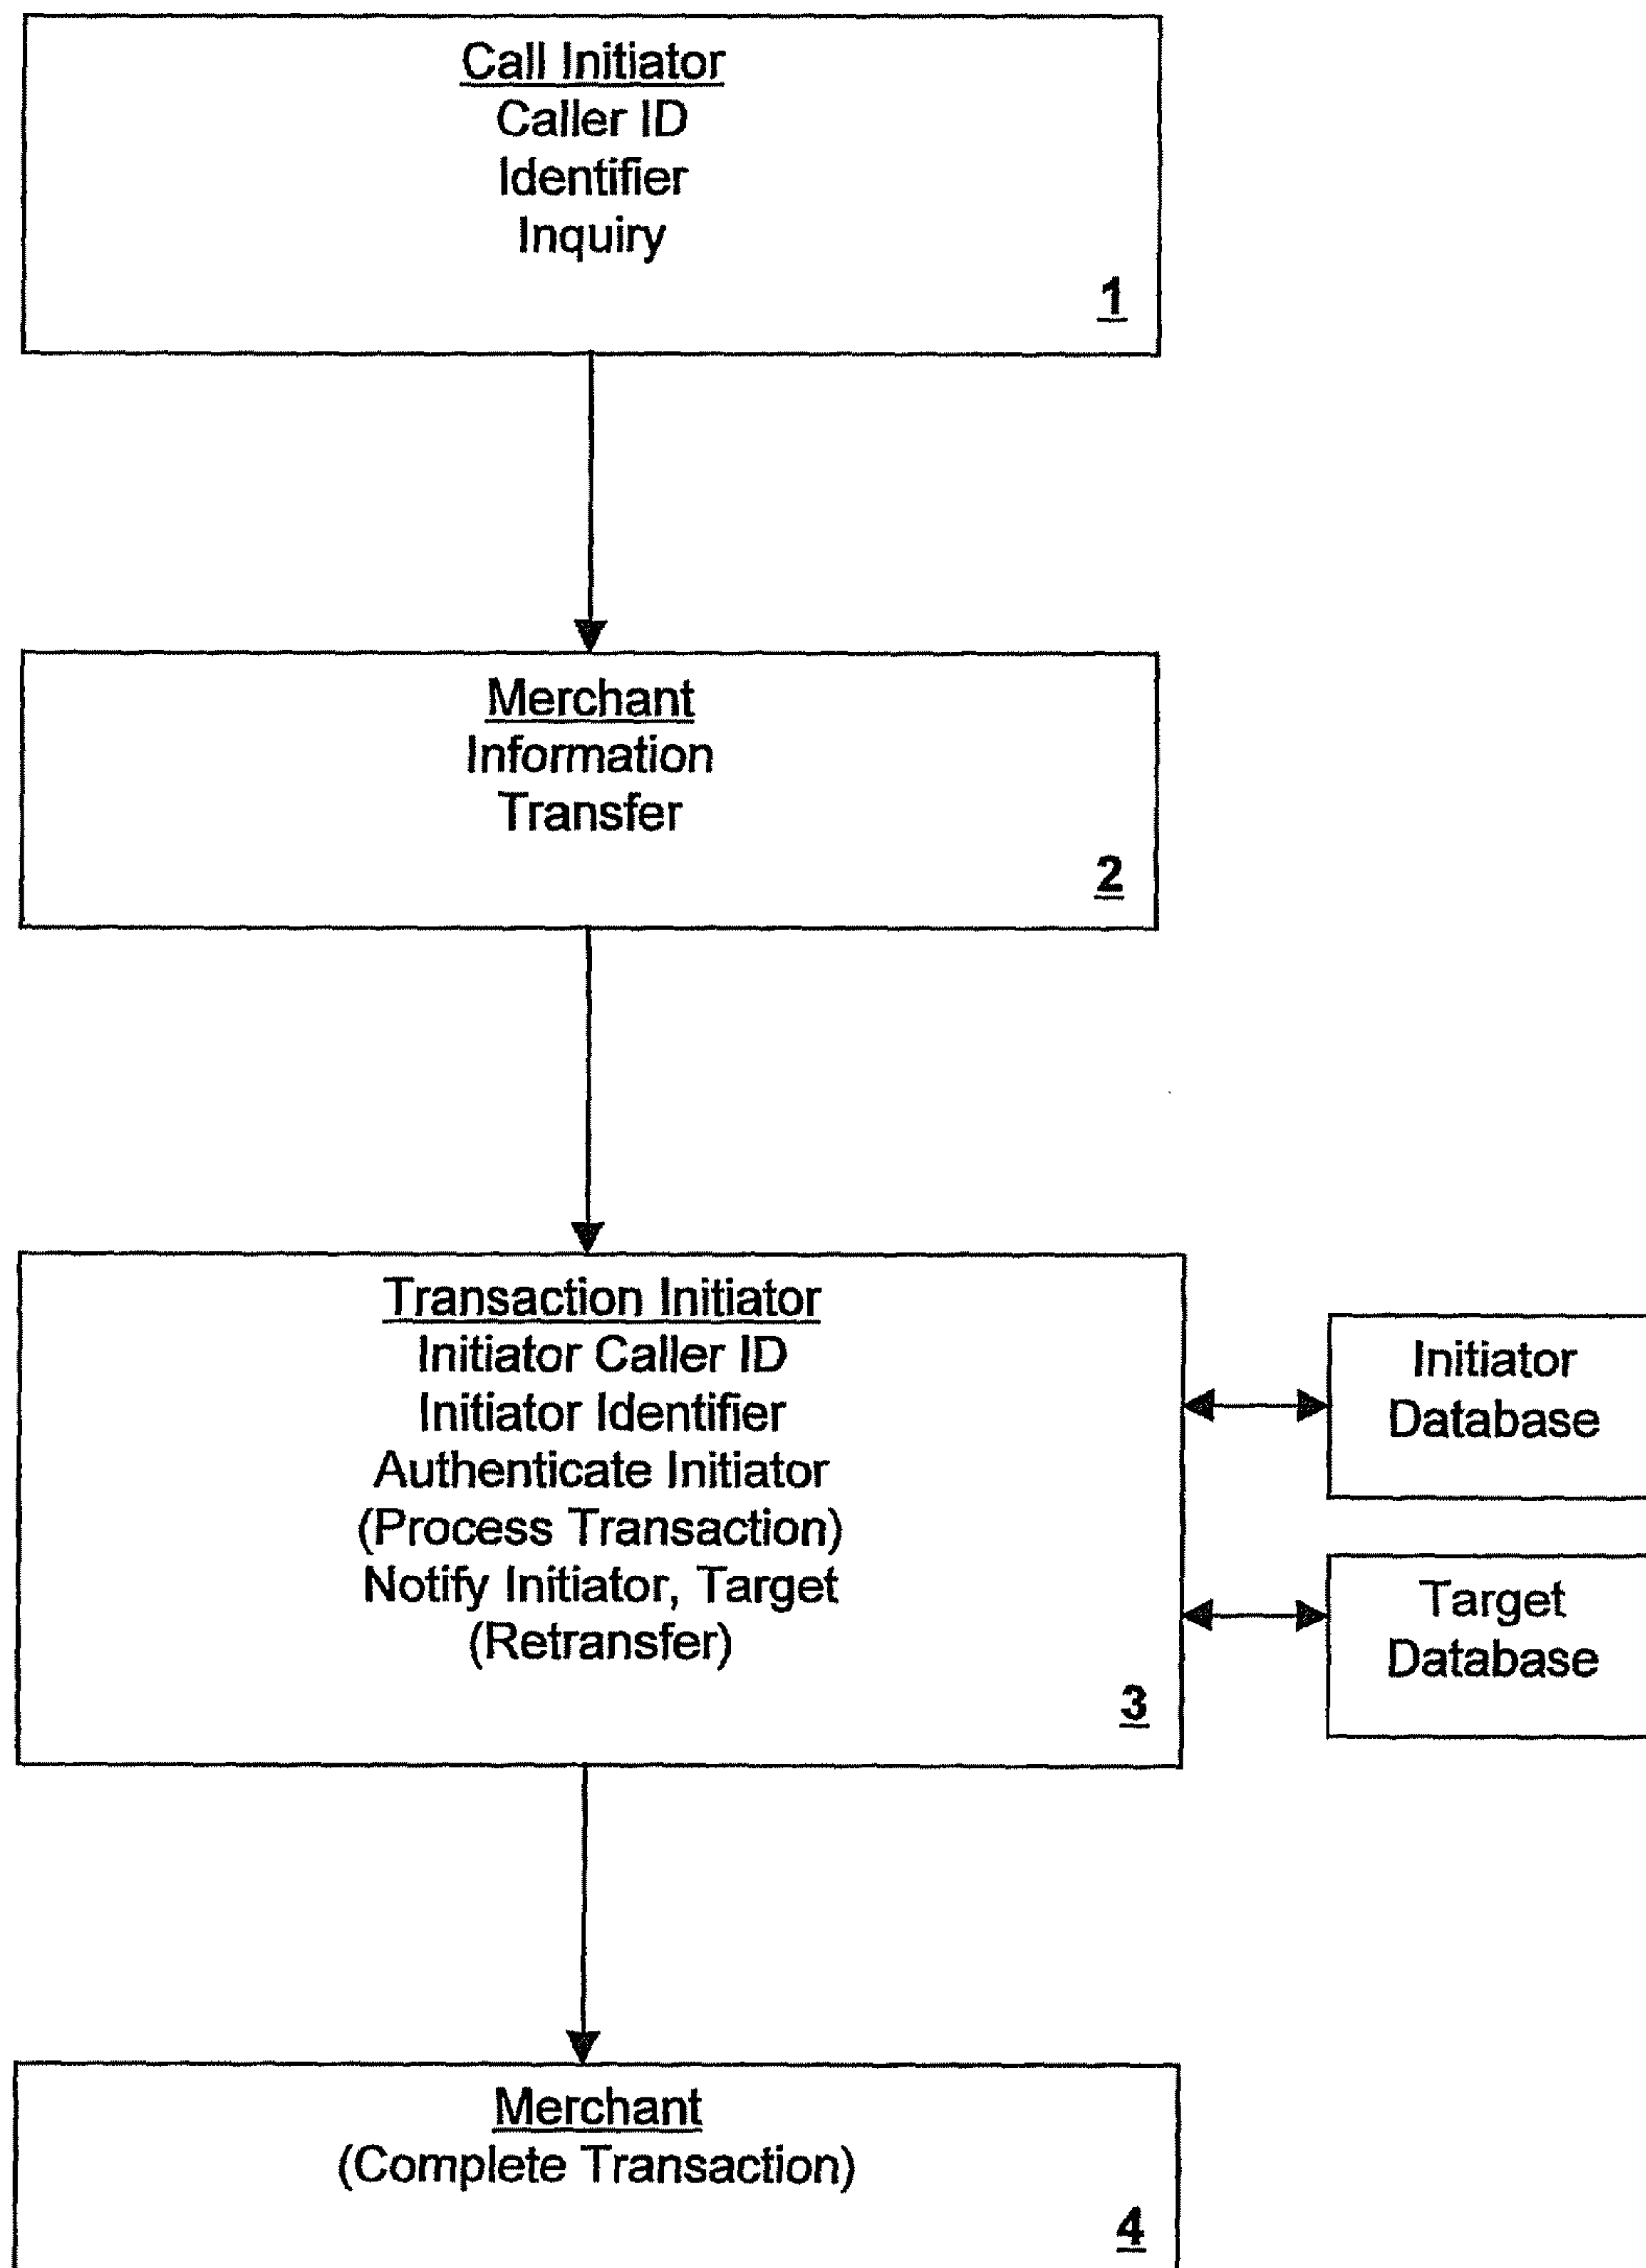 Call Initiator
Caller ID
Identifier
Inquiry
1
Merchant
Information
Transfer
2
Transaction Initiator
Initiator Caller ID
Initiator Identifier
Authenticate Initiator
(Process Transaction)
Notify Initiator, Target
(Retransfer)
3
Initiator
Database
Target
Database
Merchant
(Complete Transaction)
4